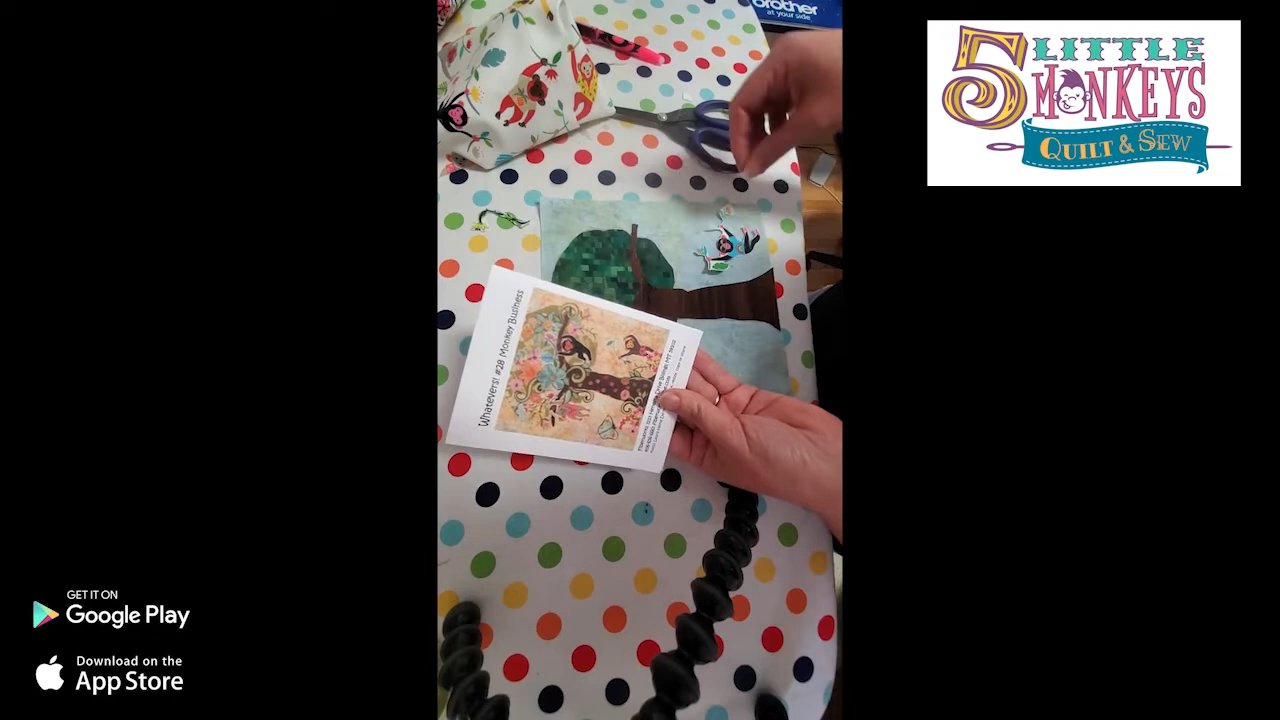 brother
at your side
5 LITTLE
MONKEYS
QUILT & SEW
Whatevers! #28 Monkey Business
GET IT ON
Google Play
Download on the
App Store